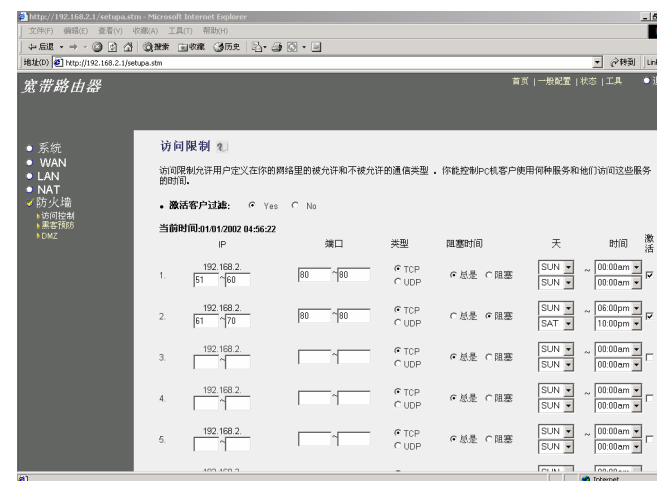 http://192.168.2.1/setupa.stm - Microsoft Internet Explorer
文件(F) 编辑(E) 查看(V) 收藏(A) 工具(T) 帮助(H)
后退 搜索 收藏 历史
地址(D) http://192.168.2.1/setupa.stm 转到
宽带路由器
首页 | 一般配置 | 状态 | 工具
系统
WAN
LAN
NAT
防火墙
访问控制
黑客预防
DMZ
访问限制
访问限制允许用户定义在你的网络里的被允许和不被允许的通信类型 . 你能控制PC机客户使用何种服务和他们访问这些服务
的时间.
• 激活客户过滤: Yes No
当前时间:01/01/2002 04:56:22
IP 端口 类型 阻塞时间 天 时间 激活
1. 192.168.2. 51 ~60 80 ~80 TCP UDP 总是 阻塞 SUN SUN ~ 00:00am 00:00am
2. 192.168.2. 61 ~70 80 ~80 TCP UDP 总是 阻塞 SUN SAT ~ 06:00pm 10:00pm
3. 192.168.2. ~ ~ TCP UDP 总是 阻塞 SUN SUN ~ 00:00am 00:00am
4. 192.168.2. ~ ~ TCP UDP 总是 阻塞 SUN SUN ~ 00:00am 00:00am
5. 192.168.2. ~ ~ TCP UDP 总是 阻塞 SUN SUN ~ 00:00am 00:00am
Internet